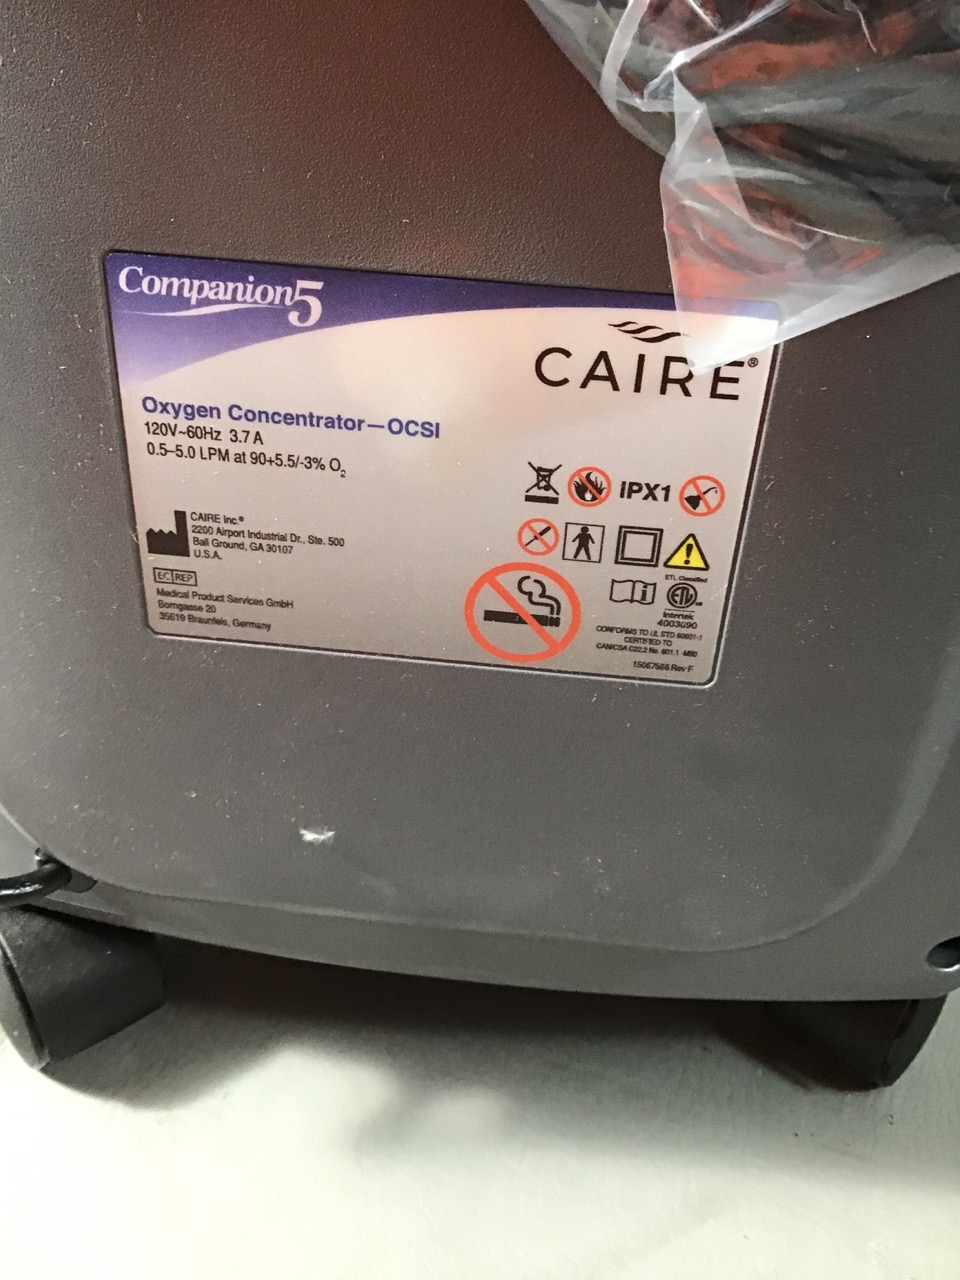 Companion5
CAIRE®
Oxygen Concentrator—OCSI
120V~60Hz 3.7 A
0.5–5.0 LPM at 90+5.5/-3% O2
IPX1
CAIRE Inc.®
2200 Airport Industrial Dr., Ste. 500
Ball Ground, GA 30107
U.S.A.
EC REP
Medical Product Services GmbH
Borngasse 20
35619 Braunfels, Germany
ETL Classified
ETL
Intertek
4003090
CONFORMS TO UL STD 60601-1
CERTIFIED TO
CAN/CSA C22.2 No. 601.1 -M90
15067566 Rev F